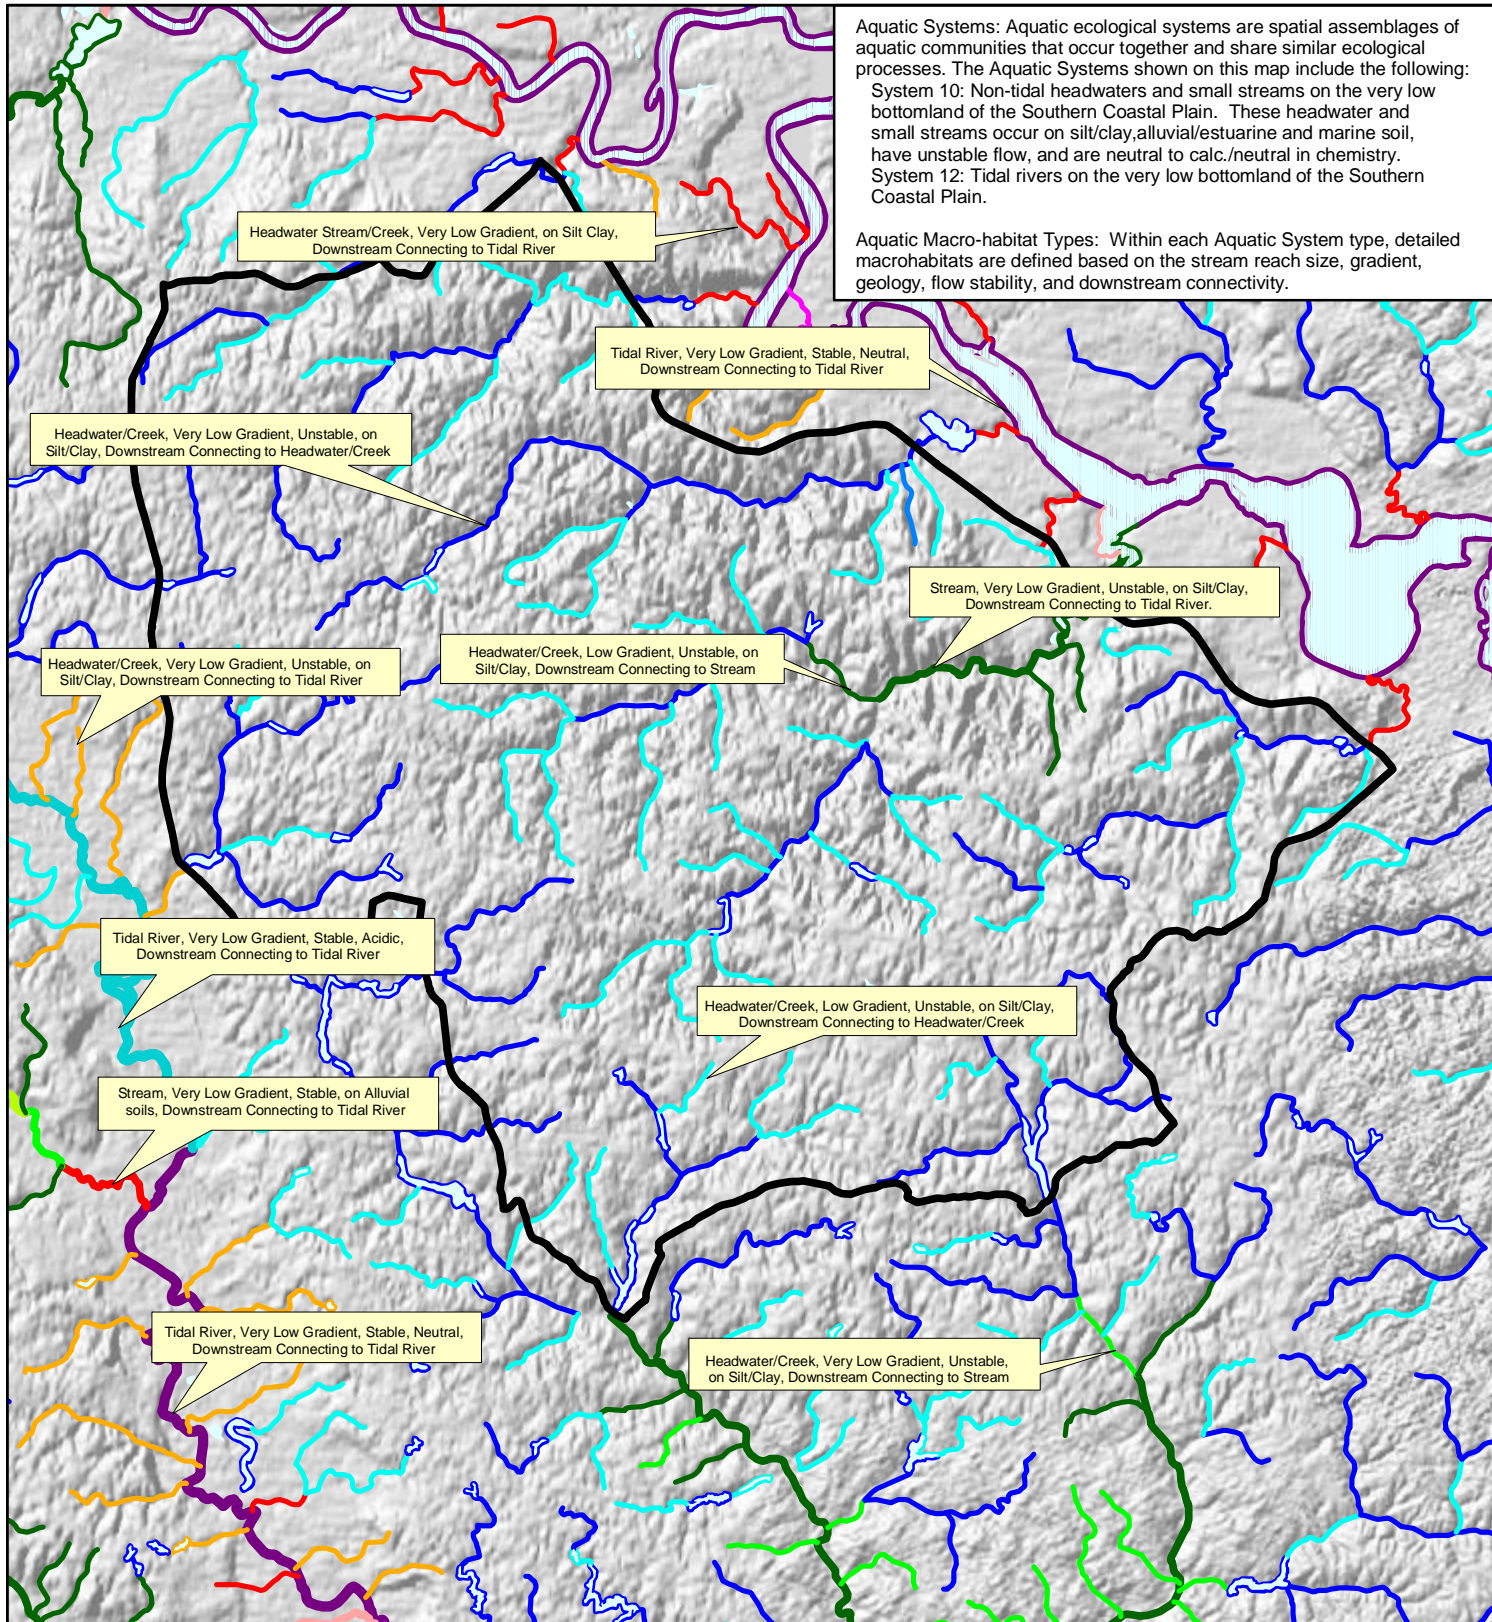 Aquatic Systems: Aquatic ecological systems are spatial assemblages of
aquatic communities that occur together and share similar ecological
processes. The Aquatic Systems shown on this map include the following:
System 10: Non-tidal headwaters and small streams on the very low
bottomland of the Southern Coastal Plain. These headwater and
small streams occur on silt/clay,alluvial/estuarine and marine soil,
have unstable flow, and are neutral to calc./neutral in chemistry.
System 12: Tidal rivers on the very low bottomland of the Southern
Coastal Plain.
Aquatic Macro-habitat Types: Within each Aquatic System type, detailed
macrohabitats are defined based on the stream reach size, gradient,
geology, flow stability, and downstream connectivity.
Headwater Stream/Creek, Very Low Gradient, on Silt Clay,
Downstream Connecting to Tidal River
Tidal River, Very Low Gradient, Stable, Neutral,
Downstream Connecting to Tidal River
Headwater/Creek, Very Low Gradient, Unstable, on
Silt/Clay, Downstream Connecting to Headwater/Creek
Stream, Very Low Gradient, Unstable, on Silt/Clay,
Downstream Connecting to Tidal River.
Headwater/Creek, Low Gradient, Unstable, on
Silt/Clay, Downstream Connecting to Stream
Headwater/Creek, Very Low Gradient, Unstable, on
Silt/Clay, Downstream Connecting to Tidal River
Tidal River, Very Low Gradient, Stable, Acidic,
Downstream Connecting to Tidal River
Headwater/Creek, Low Gradient, Unstable, on Silt/Clay,
Downstream Connecting to Headwater/Creek
Stream, Very Low Gradient, Stable, on Alluvial
soils, Downstream Connecting to Tidal River
Tidal River, Very Low Gradient, Stable, Neutral,
Downstream Connecting to Tidal River
Headwater/Creek, Very Low Gradient, Unstable,
on Silt/Clay, Downstream Connecting to Stream